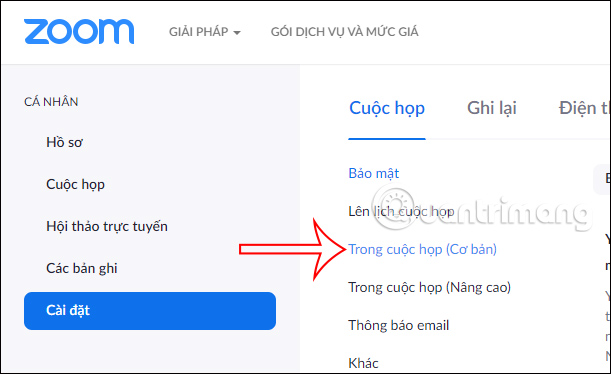 zoom
GIẢI PHÁP
GÓI DỊCH VỤ VÀ MỨC GIÁ
CÁ NHÂN
Hồ sơ
Cuộc họp
Hội thảo trực tuyến
Các bản ghi
Cài đặt
Cuộc họp
Ghi lại
Điện
Bảo mật
Lên lịch cuộc họp
Trong cuộc họp (Cơ bản)
Trong cuộc họp (Nâng cao)
Thông báo email
Khác
quantrimang